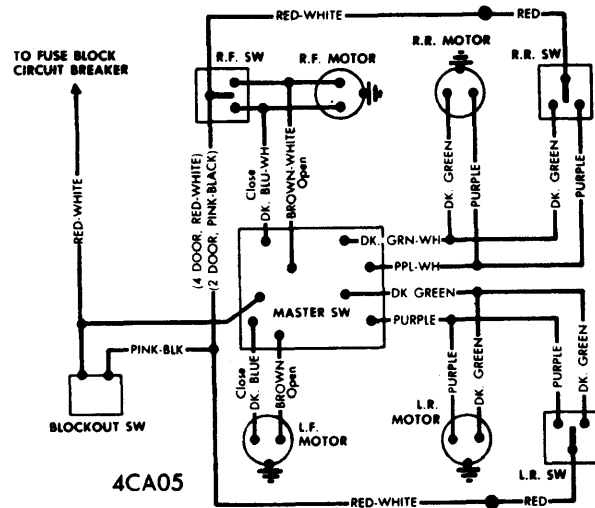 RED-WHITE
RED
TO FUSE BLOCK
CIRCUIT BREAKER
R.F. SW
R.F. MOTOR
R.R. MOTOR
R.R. SW
RED-WHITE
(4 DOOR, RED-WHITE)
(2 DOOR, PINK-BLACK)
Close
DK. BLU-WH
BROWN-WHITE
Open
DK. GREEN
PURPLE
DK. GREEN
PURPLE
DK. GRN-WH
PPL-WH
MASTER SW
DK GREEN
PURPLE
PINK-BLK
BLOCKOUT SW
Close
DK. BLUE
BROWN
Open
L.F.
MOTOR
PURPLE
DK. GREEN
L.R.
MOTOR
PURPLE
DK. GREEN
L.R. SW
4CA05
RED-WHITE
RED